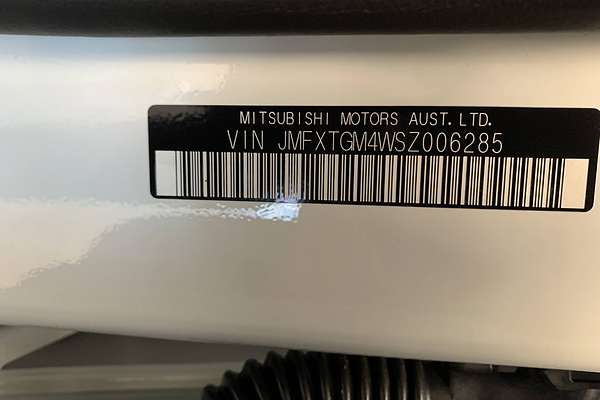 MITSUBISHI MOTORS AUST. LTD.
VIN JMFXTGM4WSZ006285